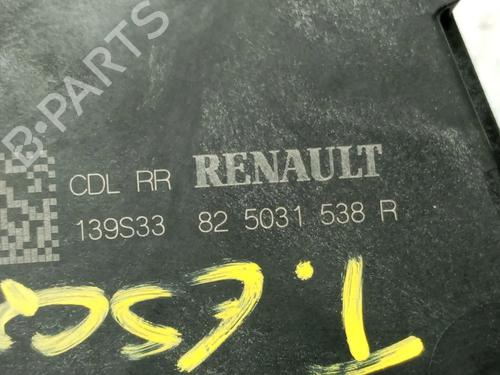 B-PARTS
CDL RR RENAULT
139S33 82 5031 538 R